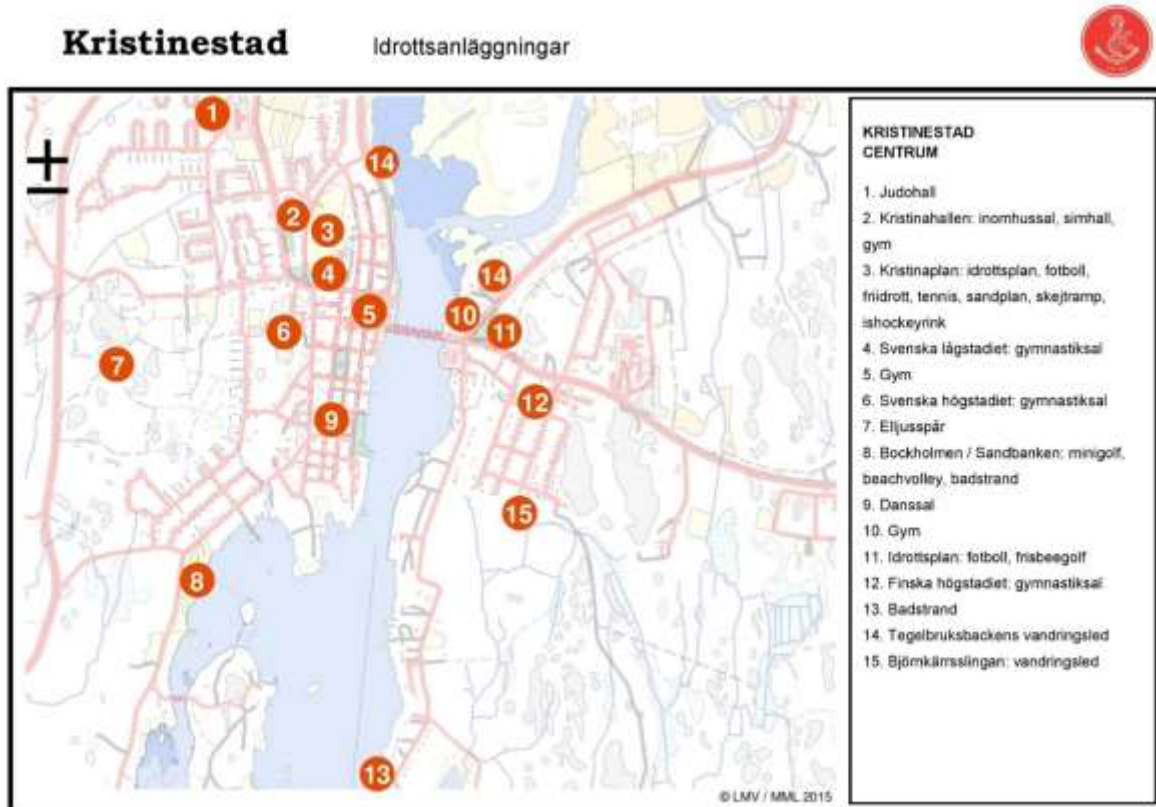 Kristinestad
Idrottsanläggningar
1
14
2
3
4
14
5
10
11
6
7
12
9
15
8
13
© LMV / MML 2015
KRISTINESTAD
CENTRUM
1. Judohall
2. Kristinahallen: inomhussal, simhall,
gym
3. Kristinaplan: idrottsplan, fotboll,
friidrott, tennis, sandplan, skejtramp,
ishockeyrink
4. Svenska lågstadiet: gymnastiksal
5. Gym
6. Svenska högstadiet: gymnastiksal
7. Elljusspår
8. Bockholmen / Sandbanken: minigolf,
beachvolley, badstrand
9. Danssal
10. Gym
11. Idrottsplan: fotboll, frisbeegolf
12. Finska högstadiet: gymnastiksal
13. Badstrand
14. Tegelbruksbackens vandringsled
15. Björnkärrsslingan: vandringsled